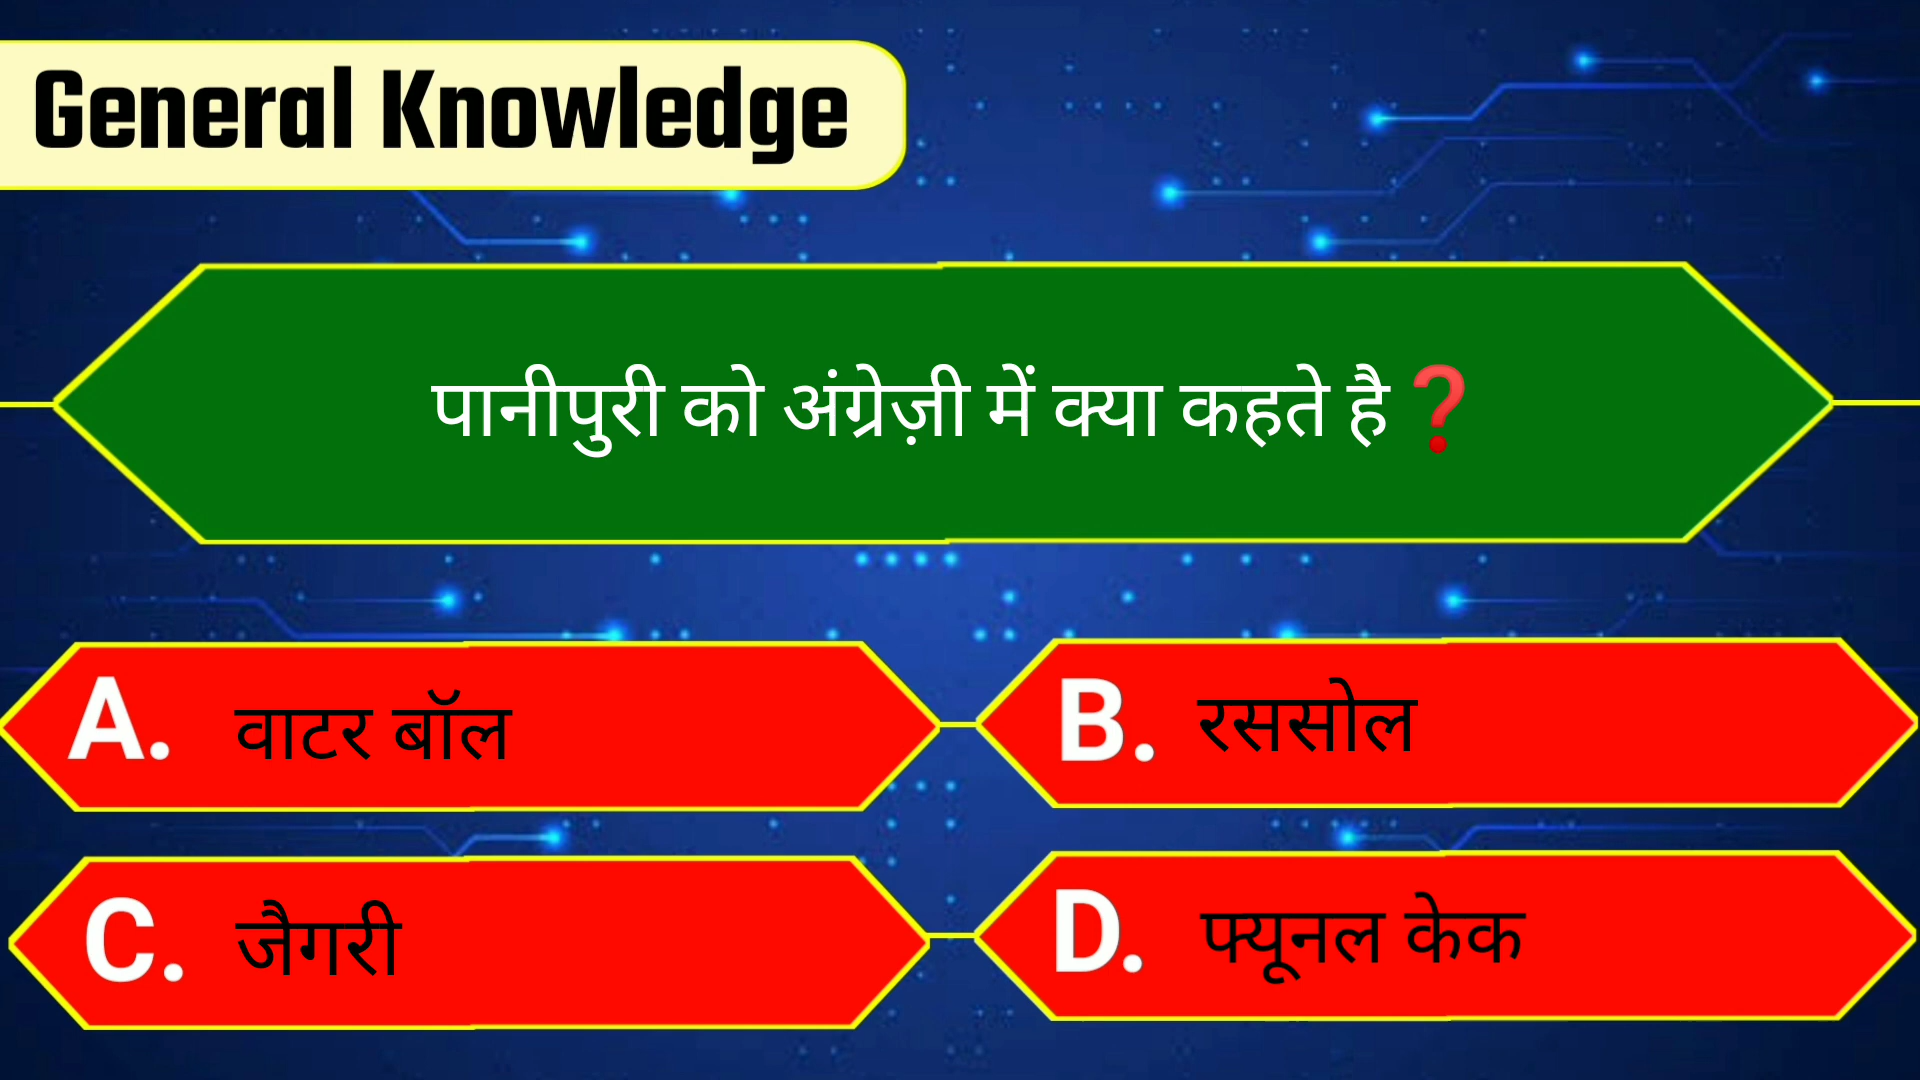 General Knowledge
पानीपुरी को अंग्रेज़ी में क्या कहते है❓
A. वाटर बॉल
B. रससोल
C. जैगरी
D. फ्यूनल केक